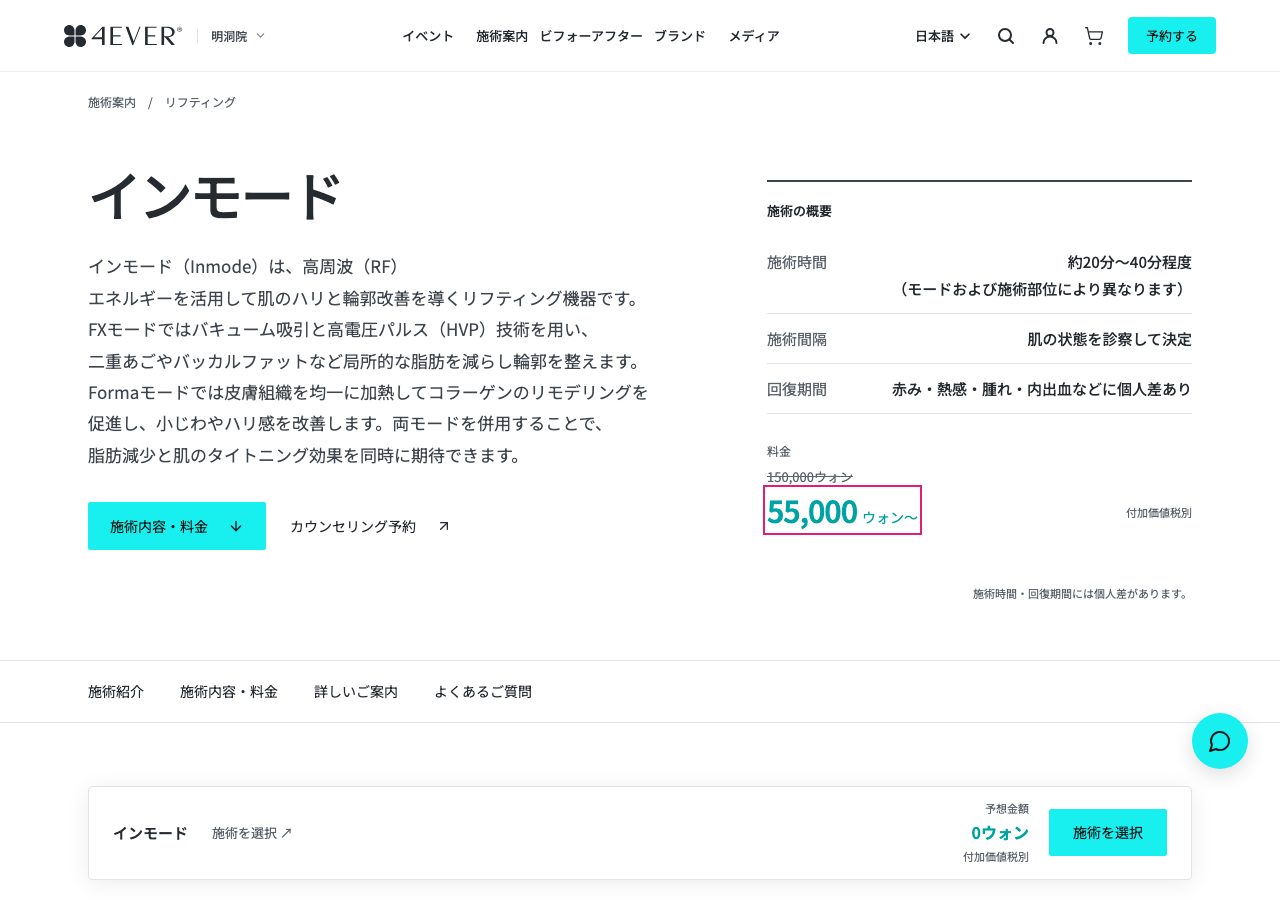 4EVER® 明洞院 イベント 施術案内 ビフォーアフター ブランド メディア 日本語 予約する
施術案内 / リフティング
インモード
インモード（Inmode）は、高周波（RF）
エネルギーを活用して肌のハリと輪郭改善を導くリフティング機器です。
FXモードではバキューム吸引と高電圧パルス（HVP）技術を用い、
二重あごやバッカルファットなど局所的な脂肪を減らし輪郭を整えます。
Formaモードでは皮膚組織を均一に加熱してコラーゲンのリモデリングを
促進し、小じわやハリ感を改善します。両モードを併用することで、
脂肪減少と肌のタイトニング効果を同時に期待できます。
施術内容・料金 ↓ カウンセリング予約 ↗
施術の概要
施術時間 約20分〜40分程度
（モードおよび施術部位により異なります）
施術間隔 肌の状態を診察して決定
回復期間 赤み・熱感・腫れ・内出血などに個人差あり
料金
150,000ウォン
55,000 ウォン〜 付加価値税別
施術時間・回復期間には個人差があります。
施術紹介 施術内容・料金 詳しいご案内 よくあるご質問
インモード 施術を選択 ↗
予想金額
0ウォン
付加価値税別
施術を選択